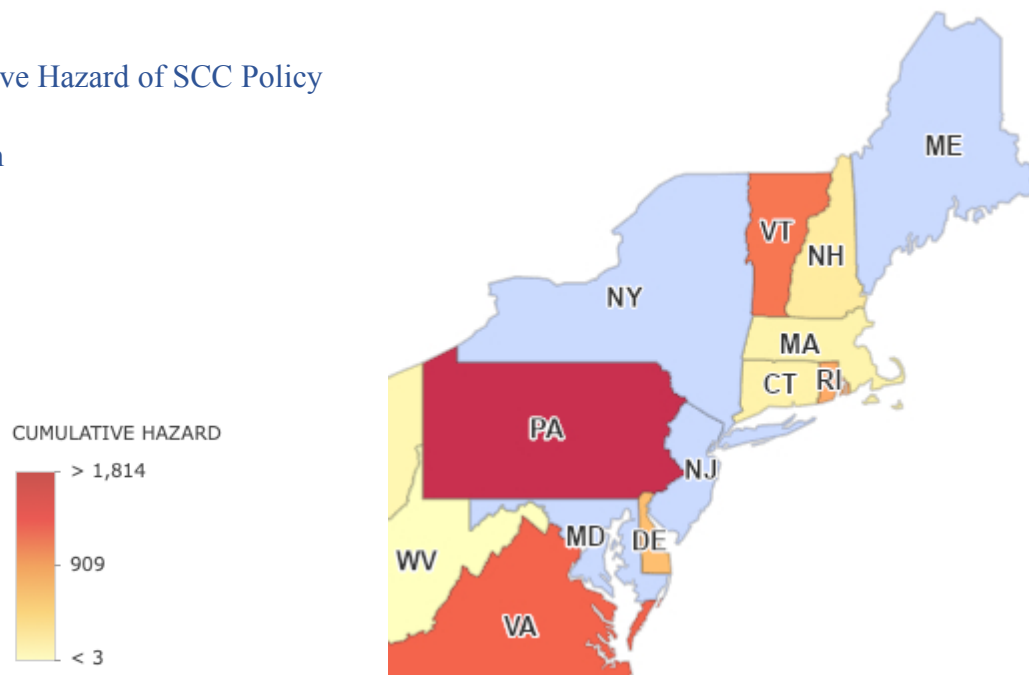 ve Hazard of SCC Policy
n
ME
VT
NH
NY
MA
CT RI
PA
NJ
MD DE
WV
VA
CUMULATIVE HAZARD
> 1,814
909
< 3